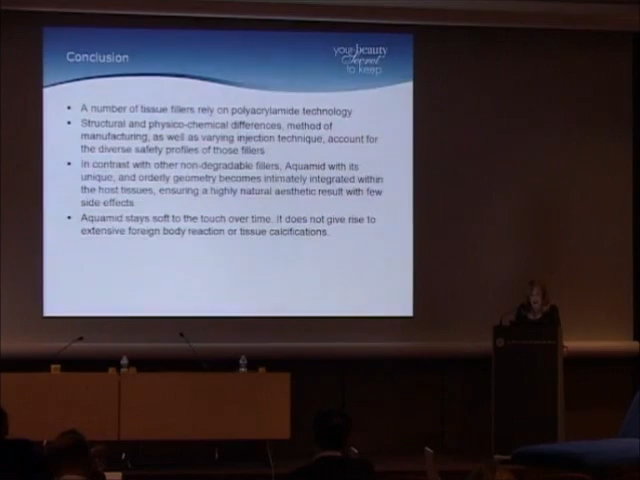 Conclusion
your beauty
Secret
to keep
• A number of tissue fillers rely on polyacrylamide technology
• Structural and physico-chemical differences, method of
manufacturing, as well as varying injection technique, account for
the diverse safety profiles of those fillers
• In contrast with other non-degradable fillers, Aquamid with its
unique, and orderly geometry becomes intimately integrated within
the host tissues, ensuring a highly natural aesthetic result with few
side effects
• Aquamid stays soft to the touch over time. It does not give rise to
extensive foreign body reaction or tissue calcifications.